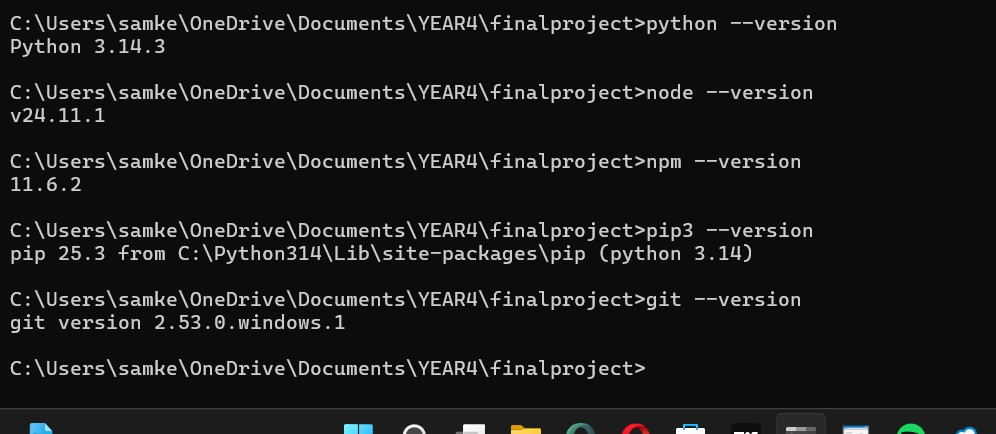 C:\Users\samke\OneDrive\Documents\YEAR4\finalproject>python --version
Python 3.14.3
C:\Users\samke\OneDrive\Documents\YEAR4\finalproject>node --version
v24.11.1
C:\Users\samke\OneDrive\Documents\YEAR4\finalproject>npm --version
11.6.2
C:\Users\samke\OneDrive\Documents\YEAR4\finalproject>pip3 --version
pip 25.3 from C:\Python314\Lib\site-packages\pip (python 3.14)
C:\Users\samke\OneDrive\Documents\YEAR4\finalproject>git --version
git version 2.53.0.windows.1
C:\Users\samke\OneDrive\Documents\YEAR4\finalproject>